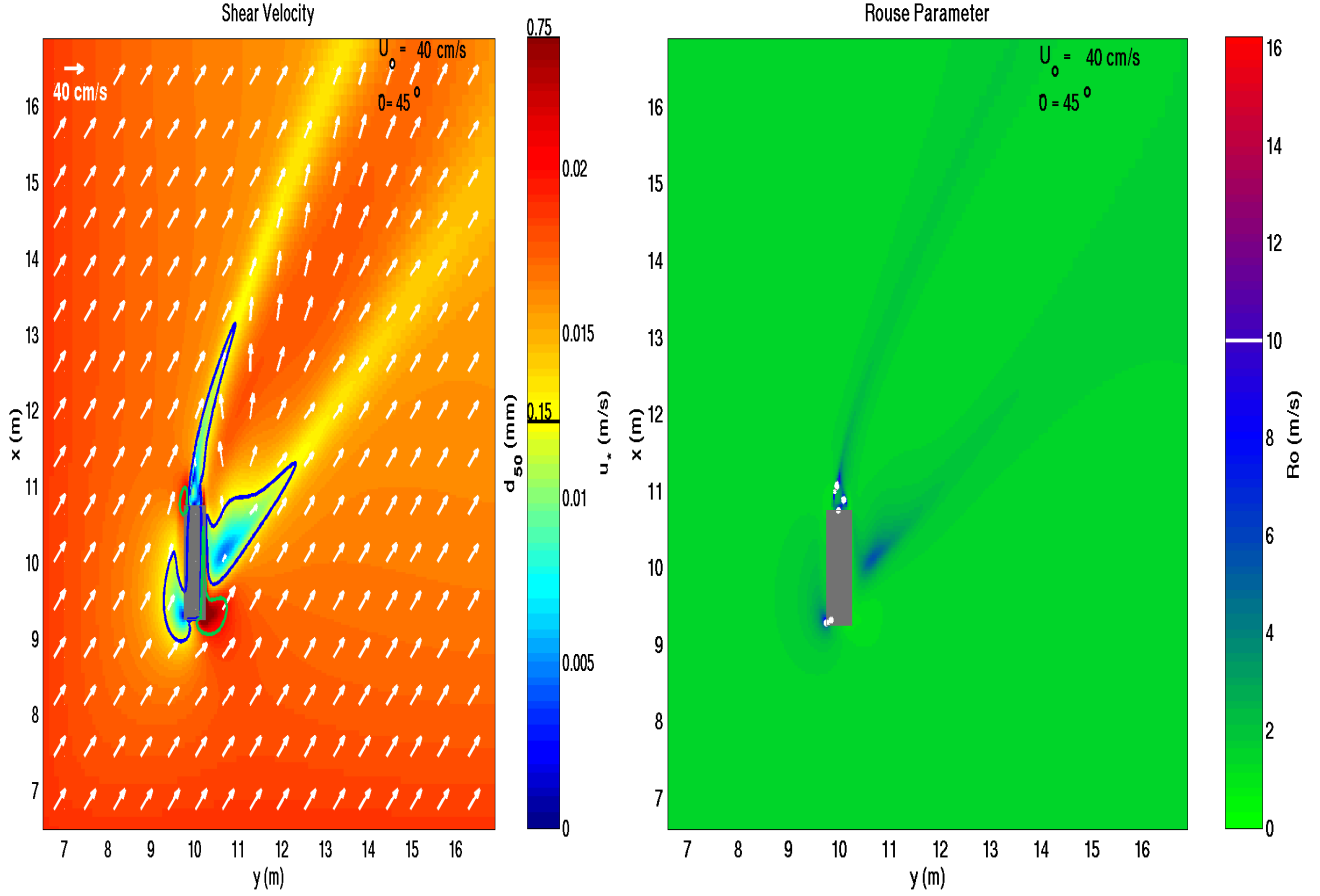 Shear Velocity
U = 40 cm/s
o
õ= 45 o
40 cm/s
16
15
14
13
12
11
10
9
8
7
x (m)
7 8 9 10 11 12 13 14 15 16
y (m)
0.75
0.15
d50 (mm)
0.02
0.015
0.01
0.005
0
u* (m/s)
Rouse Parameter
Uo = 40 cm/s
õ = 45 o
16
15
14
13
12
11
10
9
8
7
x (m)
7 8 9 10 11 12 13 14 15 16
y (m)
16
14
12
10
8
6
4
2
0
Ro (m/s)